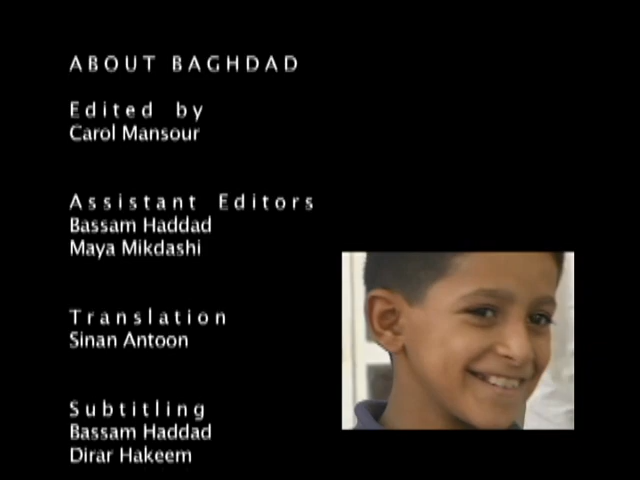 ABOUT BAGHDAD
Edited by
Carol Mansour
Assistant Editors
Bassam Haddad
Maya Mikdashi
Translation
Sinan Antoon
Subtitling
Bassam Haddad
Dirar Hakeem